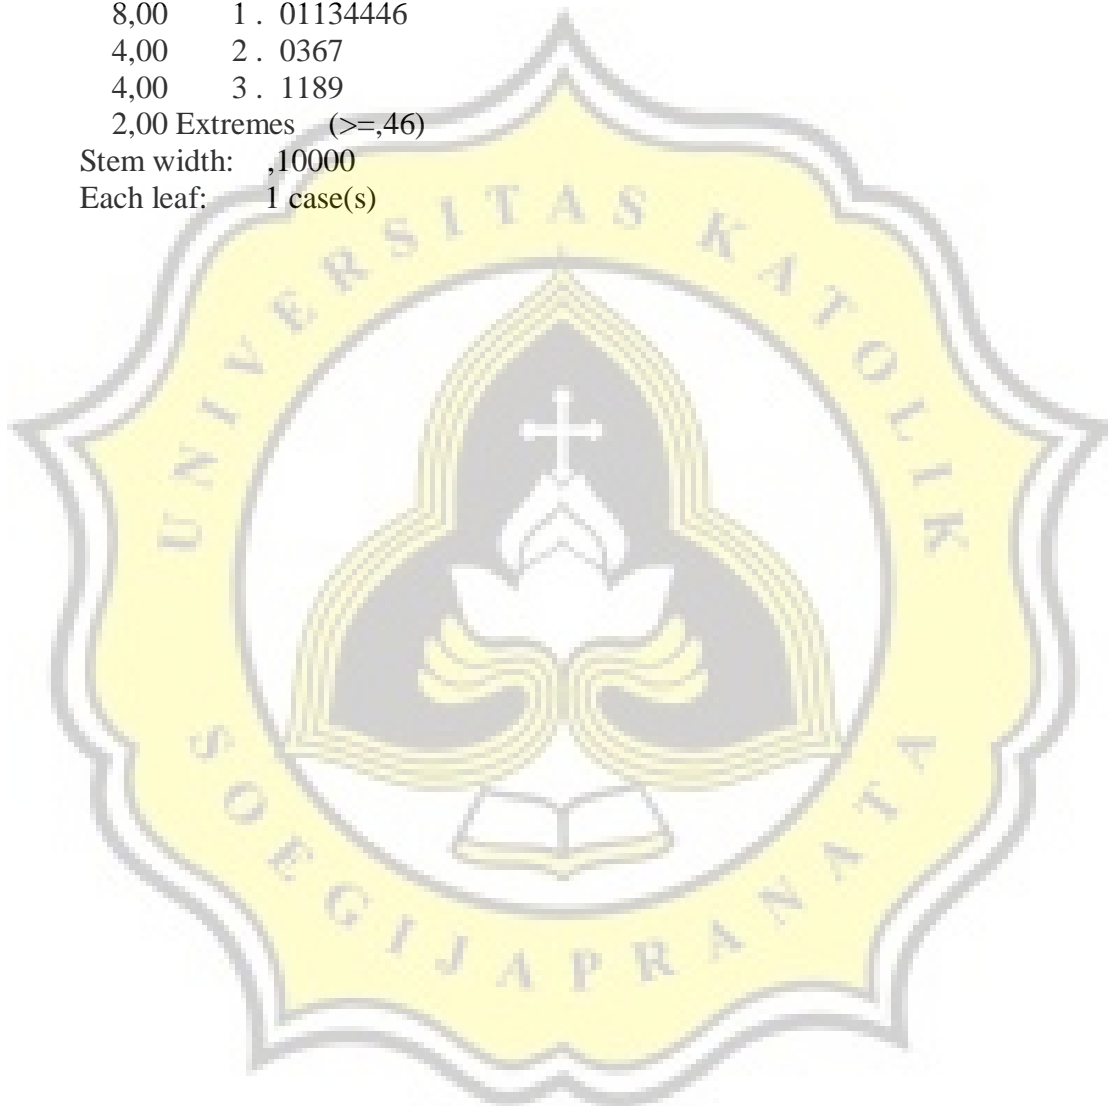 8,00 1 . 01134446
4,00 2 . 0367
4,00 3 . 1189
2,00 Extremes (>=,46)
Stem width: ,10000
Each leaf: 1 case(s)
UNIVERSITAS KATOLIK
SOEGIJAPRANATA